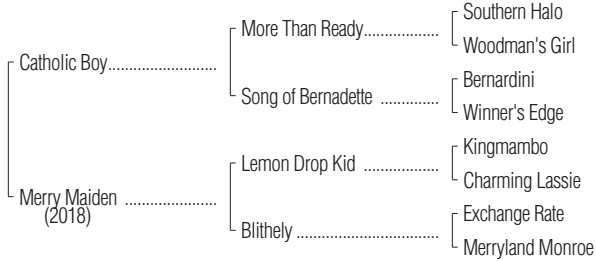 Southern Halo
More Than Ready..................
Woodman's Girl
Catholic Boy..........................
Bernardini
Song of Bernadette ..............
Winner's Edge
Kingmambo
Lemon Drop Kid ..................
Charming Lassie
Merry Maiden ......................
(2018)
Exchange Rate
Blithely ..................................
Merryland Monroe